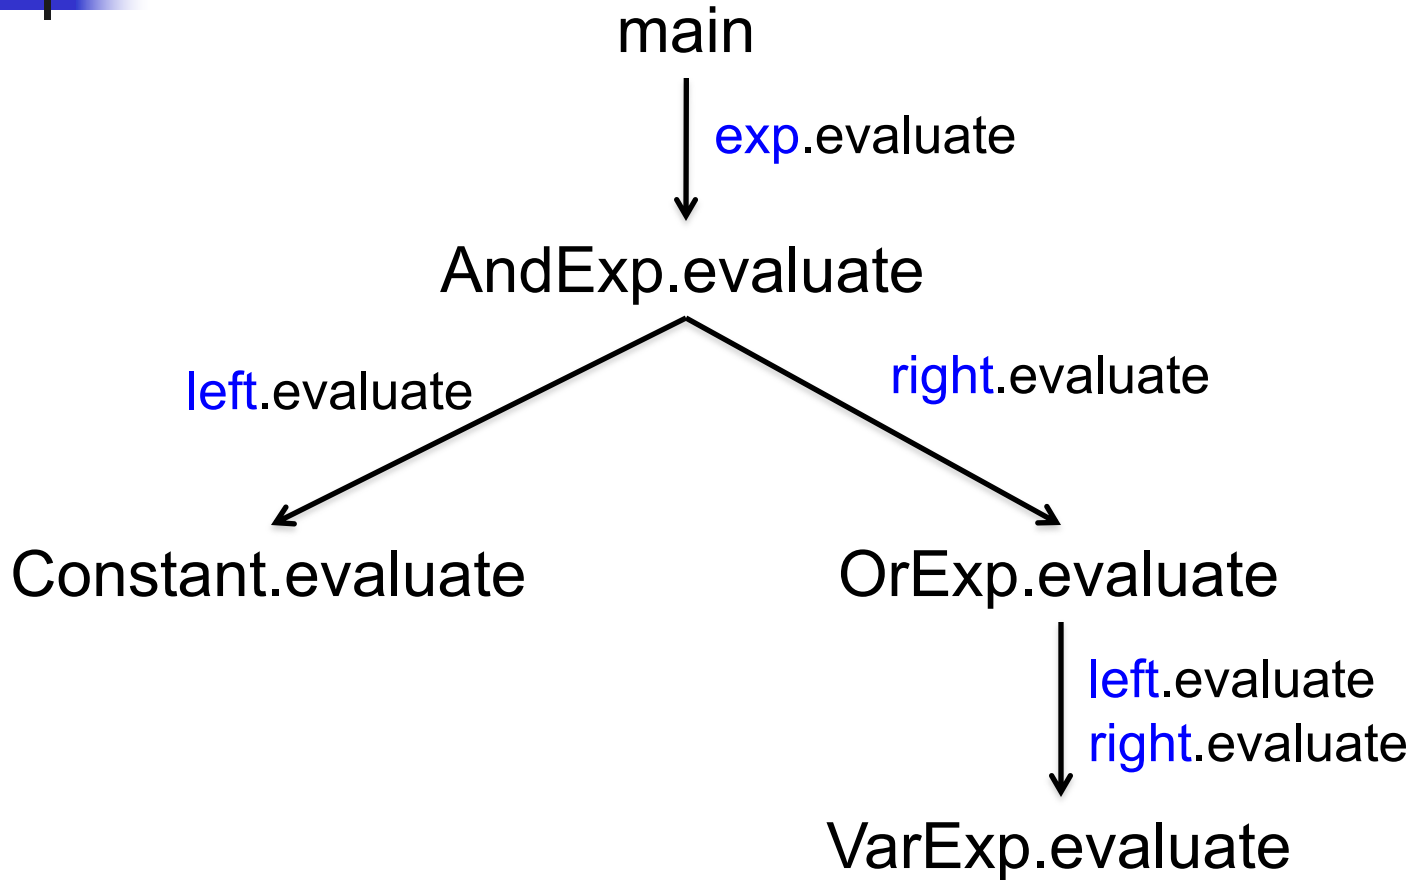 main
exp.evaluate
AndExp.evaluate
left.evaluate
right.evaluate
Constant.evaluate
OrExp.evaluate
left.evaluate
right.evaluate
VarExp.evaluate